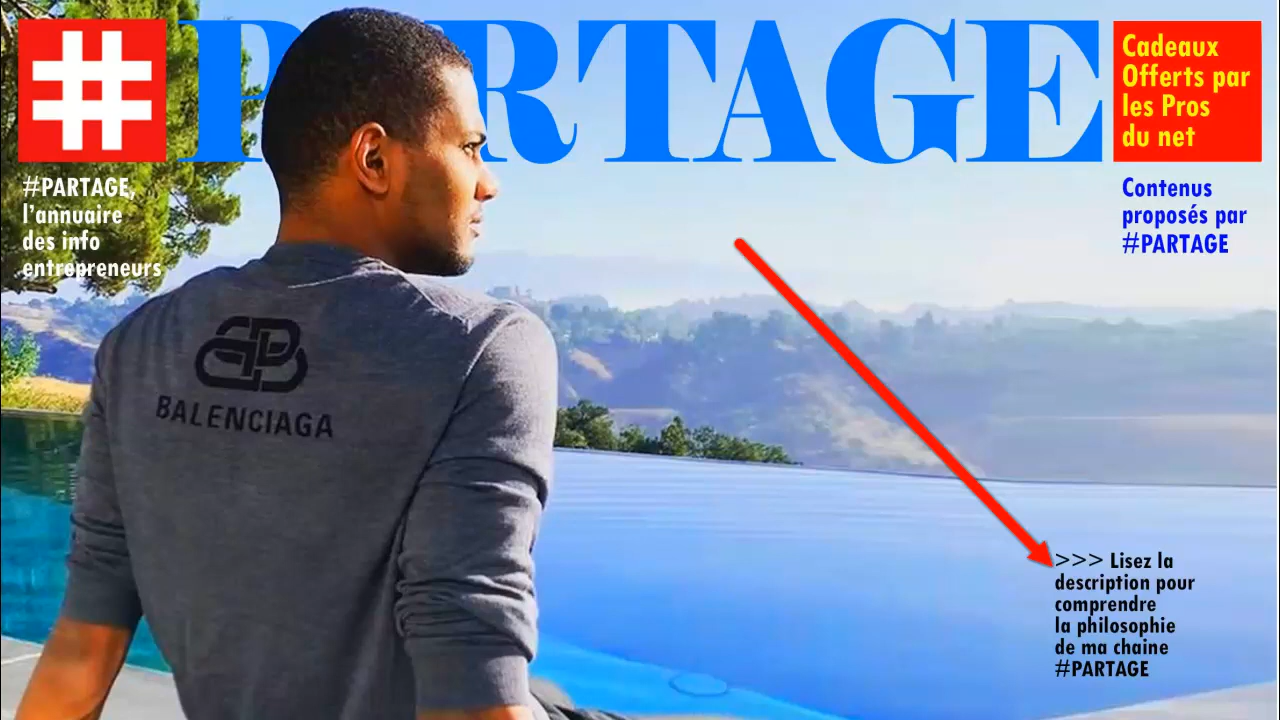 #PARTAGE
Cadeaux
Offerts par
les Pros
du net
#PARTAGE,
l'annuaire
des info
entrepreneurs
Contenus
proposés par
#PARTAGE
BALENCIAGA
>>> Lisez la
description pour
comprendre
la philosophie
de ma chaine
#PARTAGE